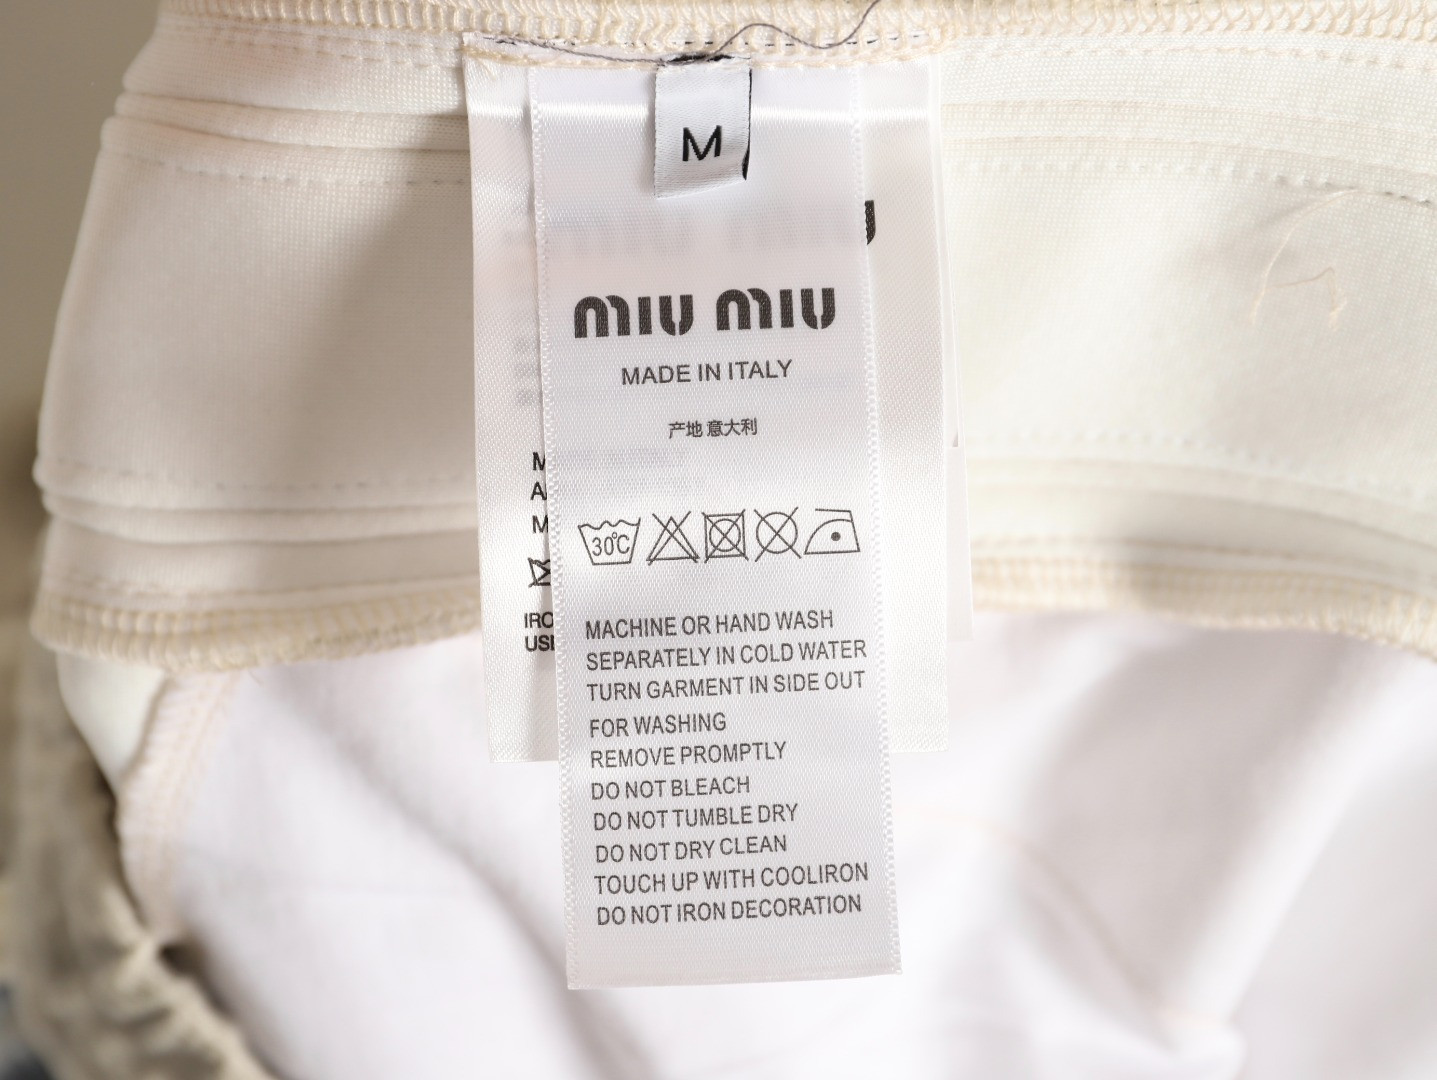 M
MIU MIU
MADE IN ITALY
产地 意大利
30℃
MACHINE OR HAND WASH
SEPARATELY IN COLD WATER
TURN GARMENT IN SIDE OUT
FOR WASHING
REMOVE PROMPTLY
DO NOT BLEACH
DO NOT TUMBLE DRY
DO NOT DRY CLEAN
TOUCH UP WITH COOLIRON
DO NOT IRON DECORATION